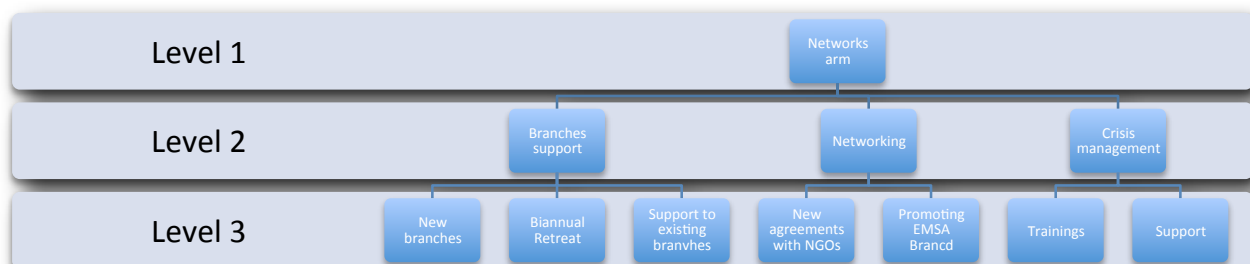 Level 1
Networks
arm
Level 2
Branches
support
Networking
Crisis
management
Level 3
New
branches
Biannual
Retreat
Support to
existing
branvhes
New
agreements
with NGOs
Promoting
EMSA
Brancd
Trainings
Support